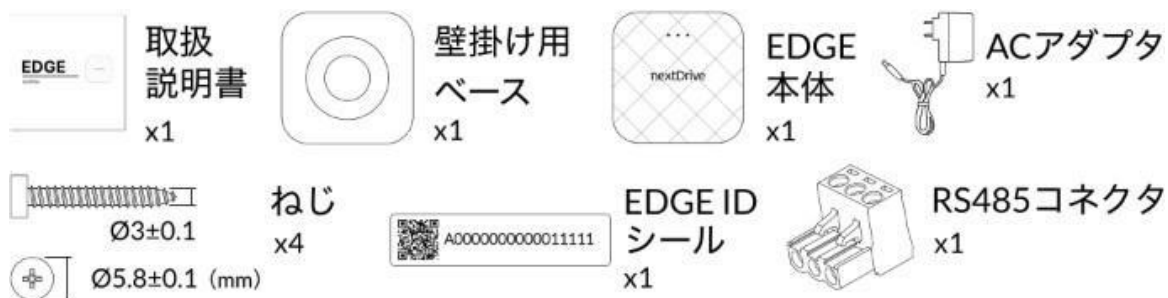 EDGE
取扱
説明書
x1
壁掛け用
ベース
x1
nextDrive
EDGE
本体
x1
ACアダプタ
x1
Ø3±0.1
Ø5.8±0.1 (mm)
ねじ
x4
A0000000000011111
EDGE ID
シール
x1
RS485コネクタ
x1